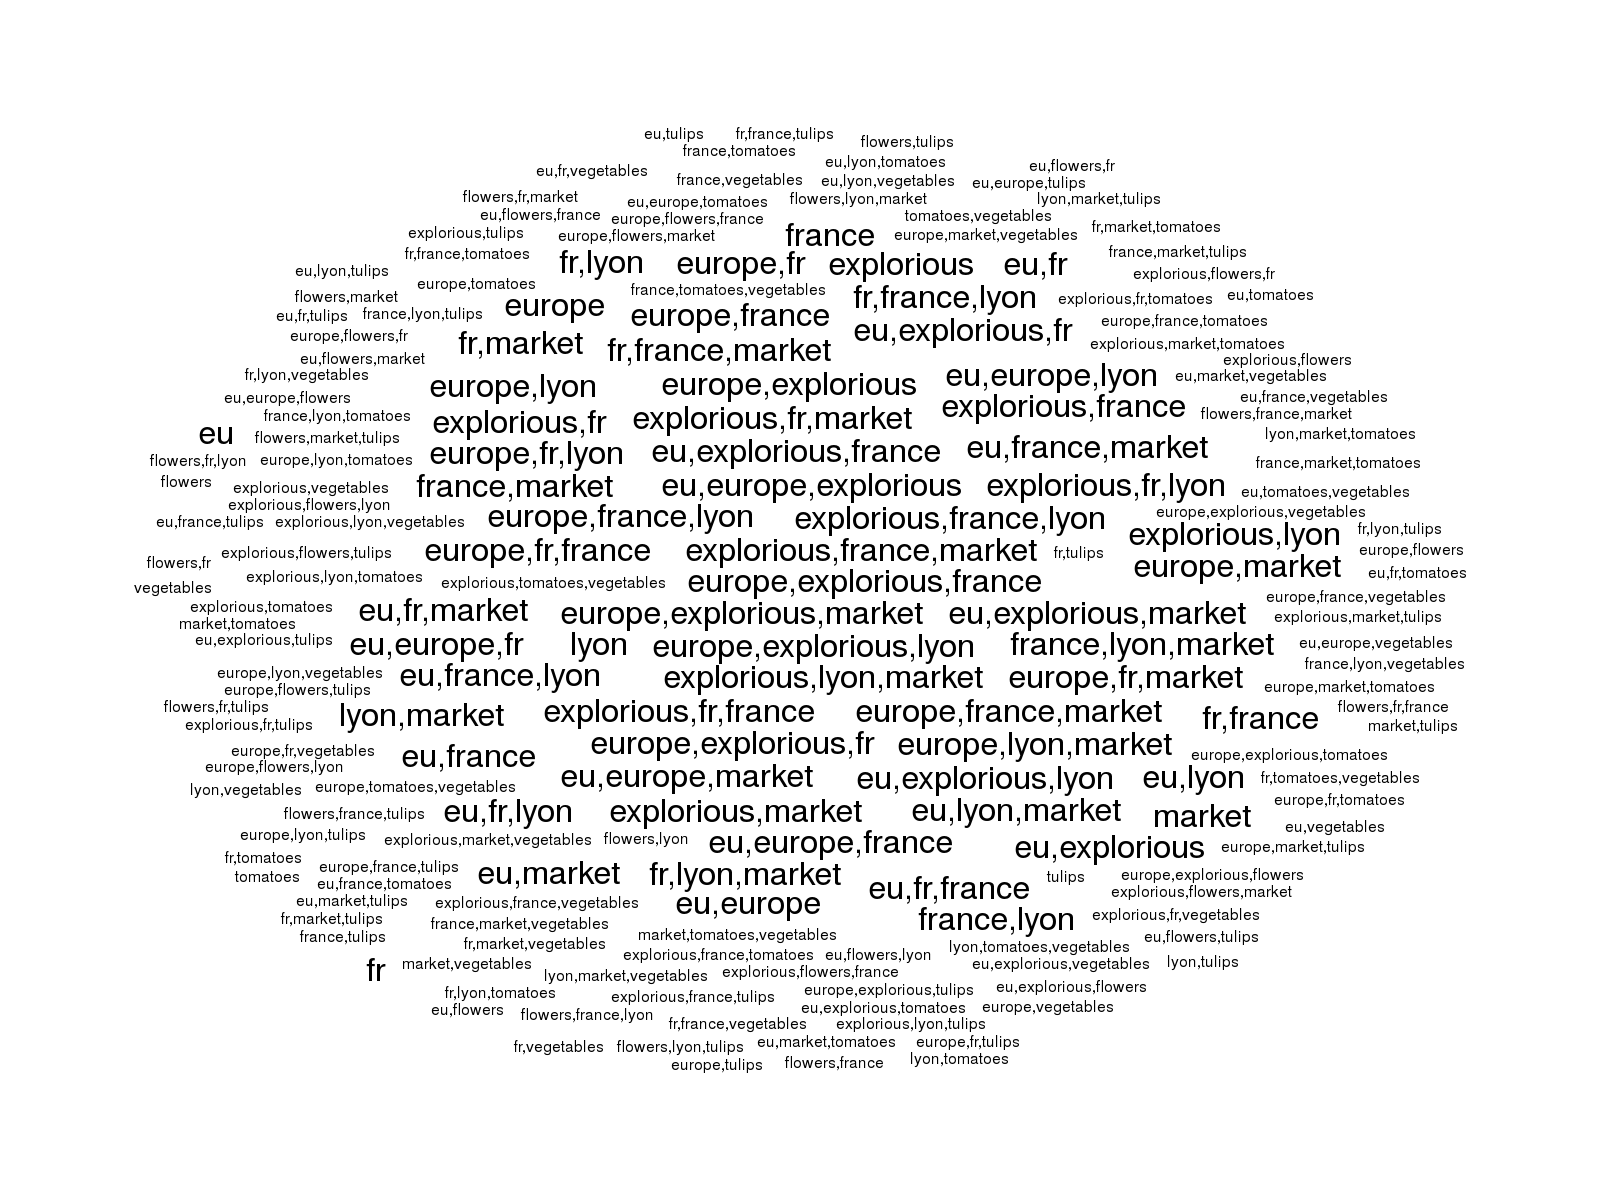 eu,tulips fr,france,tulips flowers,tulips
france,tomatoes
eu,lyon,tomatoes eu,flowers,fr
eu,fr,vegetables france,vegetables eu,lyon,vegetables eu,europe,tulips
flowers,fr,market eu,europe,tomatoes flowers,lyon,market lyon,market,tulips
eu,flowers,france europe,flowers,france tomatoes,vegetables
explorious,tulips europe,flowers,market france europe,market,vegetables fr,market,tomatoes
fr,france,tomatoes france,market,tulips
eu,lyon,tulips fr,lyon europe,fr explorious eu,fr explorious,flowers,fr
europe,tomatoes france,tomatoes,vegetables
flowers,market europe fr,france,lyon explorious,fr,tomatoes eu,tomatoes
eu,fr,tulips france,lyon,tulips europe,france europe,france,tomatoes
europe,flowers,fr eu,explorious,fr
fr,market fr,france,market explorious,market,tomatoes
eu,flowers,market explorious,flowers
fr,lyon,vegetables eu,europe,lyon eu,market,vegetables
europe,lyon europe,explorious
eu,europe,flowers eu,france,vegetables
france,lyon,tomatoes explorious,fr explorious,fr,market explorious,france flowers,france,market
eu flowers,market,tulips lyon,market,tomatoes
flowers,fr,lyon europe,lyon,tomatoes europe,fr,lyon eu,explorious,france eu,france,market france,market,tomatoes
flowers explorious,vegetables france,market eu,europe,explorious explorious,fr,lyon eu,tomatoes,vegetables
explorious,flowers,lyon europe,explorious,vegetables
eu,france,tulips explorious,lyon,vegetables europe,france,lyon explorious,france,lyon explorious,lyon fr,lyon,tulips
flowers,fr explorious,flowers,tulips europe,fr,france explorious,france,market fr,tulips europe,flowers
europe,market eu,fr,tomatoes
vegetables explorious,lyon,tomatoes explorious,tomatoes,vegetables europe,explorious,france
explorious,tomatoes europe,france,vegetables
market,tomatoes eu,fr,market europe,explorious,market eu,explorious,market explorious,market,tulips
eu,explorious,tulips eu,europe,fr lyon europe,explorious,lyon france,lyon,market eu,europe,vegetables
france,lyon,vegetables
europe,lyon,vegetables eu,france,lyon explorious,lyon,market europe,fr,market
europe,flowers,tulips europe,market,tomatoes
flowers,fr,tulips flowers,fr,france
explorious,fr,tulips lyon,market explorious,fr,france europe,france,market fr,france market,tulips
europe,fr,vegetables europe,explorious,fr europe,lyon,market
europe,flowers,lyon eu,france europe,explorious,tomatoes
lyon,vegetables europe,tomatoes,vegetables eu,europe,market eu,explorious,lyon eu,lyon fr,tomatoes,vegetables
europe,fr,tomatoes
flowers,france,tulips eu,fr,lyon explorious,market eu,lyon,market market eu,vegetables
europe,lyon,tulips explorious,market,vegetables flowers,lyon eu,europe,france eu,explorious europe,market,tulips
fr,tomatoes
tomatoes europe,france,tulips eu,market fr,lyon,market tulips europe,explorious,flowers
eu,france,tomatoes eu,fr,france explorious,flowers,market
eu,market,tulips explorious,france,vegetables eu,europe
fr,market,tulips france,market,vegetables france,lyon explorious,fr,vegetables
france,tulips market,tomatoes,vegetables eu,flowers,tulips
fr,market,vegetables lyon,tomatoes,vegetables
explorious,france,tomatoes eu,flowers,lyon
fr market,vegetables eu,explorious,vegetables lyon,tulips
lyon,market,vegetables explorious,flowers,france
fr,lyon,tomatoes explorious,france,tulips europe,explorious,tulips eu,explorious,flowers
eu,flowers flowers,france,lyon eu,explorious,tomatoes europe,vegetables
fr,france,vegetables explorious,lyon,tulips
fr,vegetables flowers,lyon,tulips eu,market,tomatoes europe,fr,tulips
europe,tulips flowers,france lyon,tomatoes